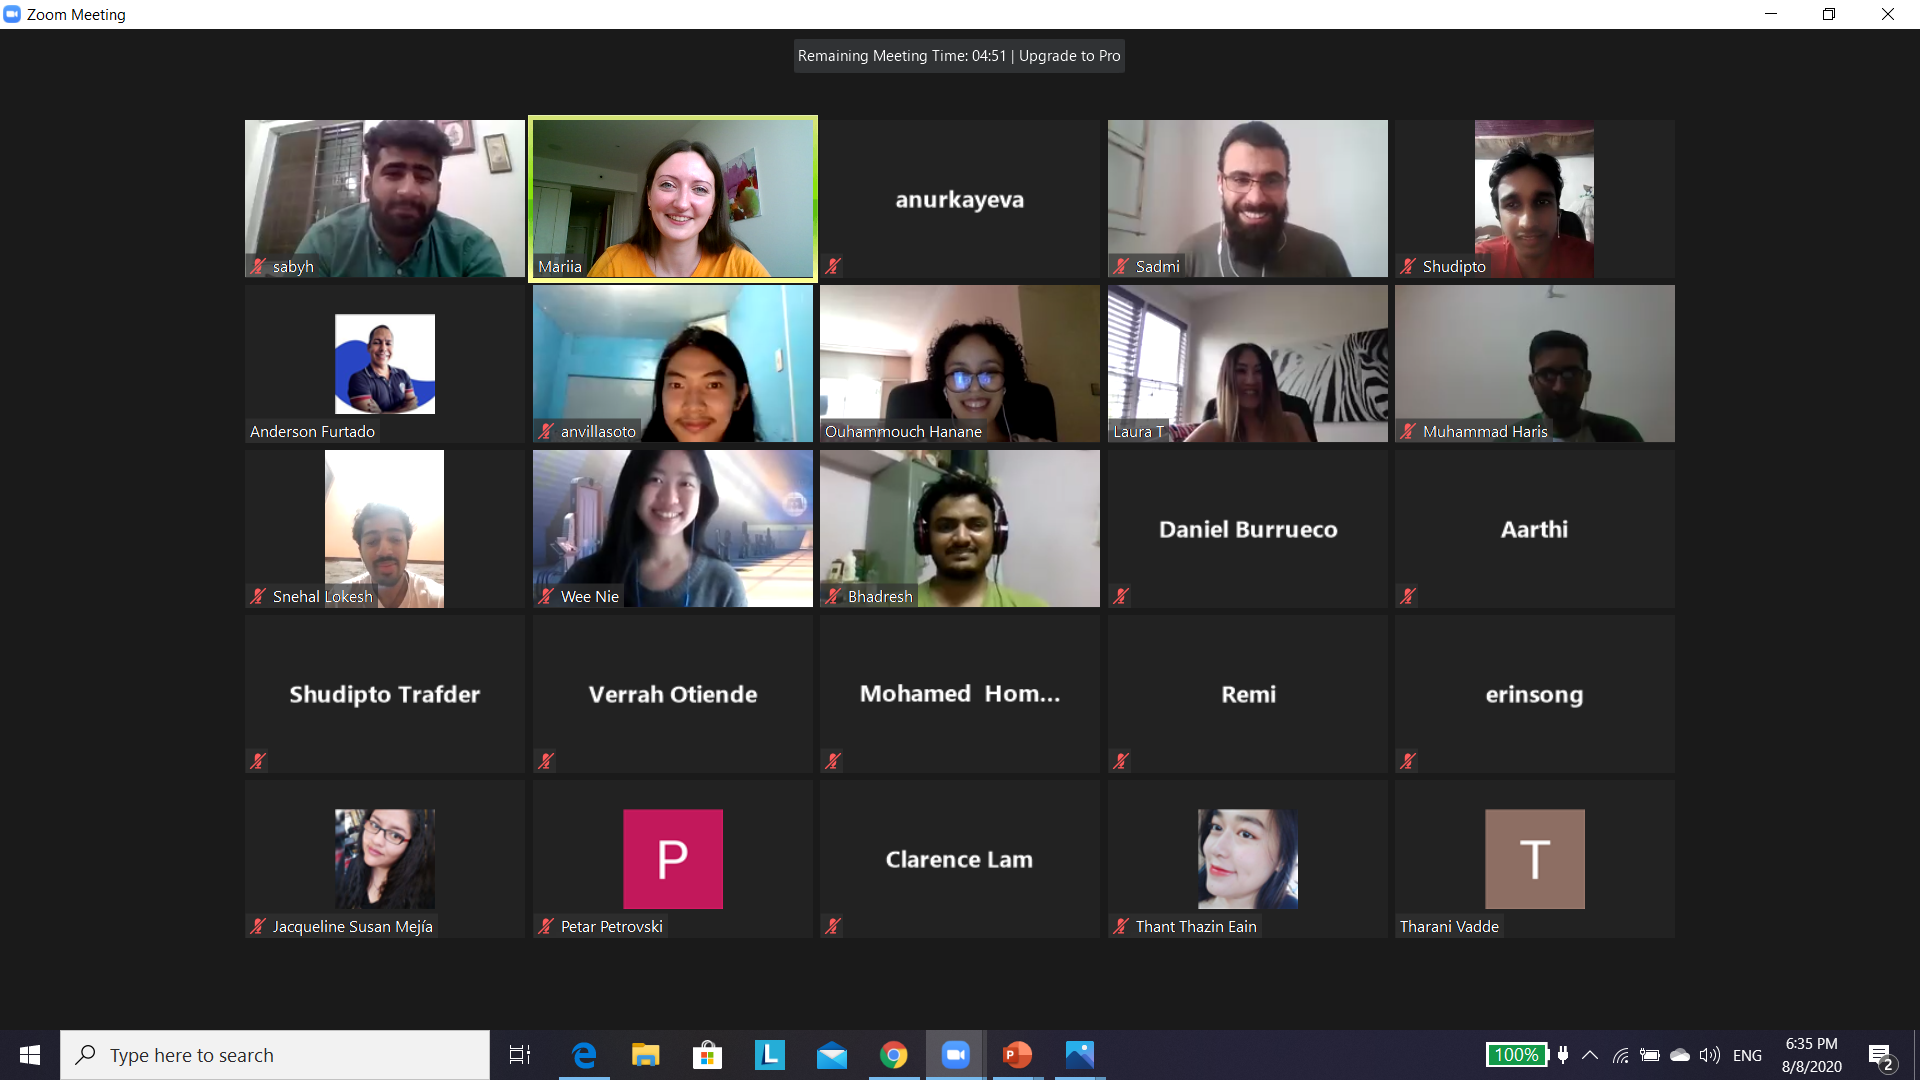 Zoom Meeting
Remaining Meeting Time: 04:51 | Upgrade to Pro
sabyh
Mariia
anurkayeva
Sadmi
Shudipto
Anderson Furtado
anvillasoto
Ouhammouch Hanane
Laura T
Muhammad Haris
Snehal Lokesh
Wee Nie
Bhadresh
Daniel Burrueco
Aarthi
Shudipto Trafder
Verrah Otiende
Mohamed Hom...
Remi
erinsong
Jacqueline Susan Mejía
P
Petar Petrovski
Clarence Lam
Thant Thazin Eain
T
Tharani Vadde
Type here to search
L
P
100%
ENG
6:35 PM
8/8/2020
2